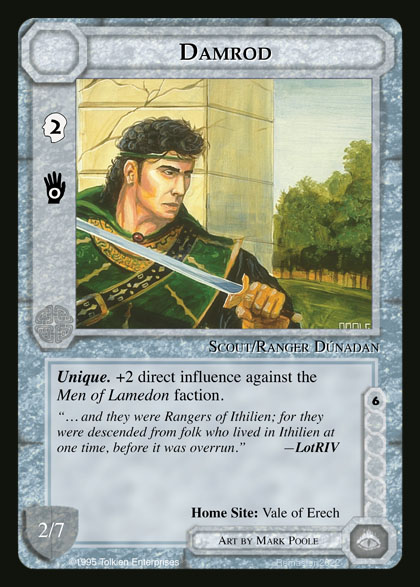 DAMROD
2
POOLE
SCOUT/RANGER DÚNADAN
Unique. +2 direct influence against the
Men of Lamedon faction.
6
“… and they were Rangers of Ithilien; for they
were descended from folk who lived in Ithilien at
one time, before it was overrun.” —LotRIV
Home Site: Vale of Erech
2/7
ART BY MARK POOLE
©1995 Tolkien Enterprises